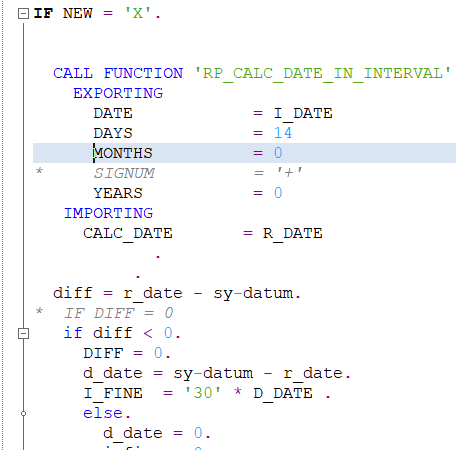 IF NEW = 'X'.
CALL FUNCTION 'RP_CALC_DATE_IN_INTERVAL'
EXPORTING
DATE = I_DATE
DAYS = 14
MONTHS = 0
* SIGNUM = '+'
YEARS = 0
IMPORTING
CALC_DATE = R_DATE
.
.
diff = r_date - sy-datum.
* IF DIFF = 0
if diff < 0.
DIFF = 0.
d_date = sy-datum - r_date.
I_FINE = '30' * D_DATE .
else.
d_date = 0.